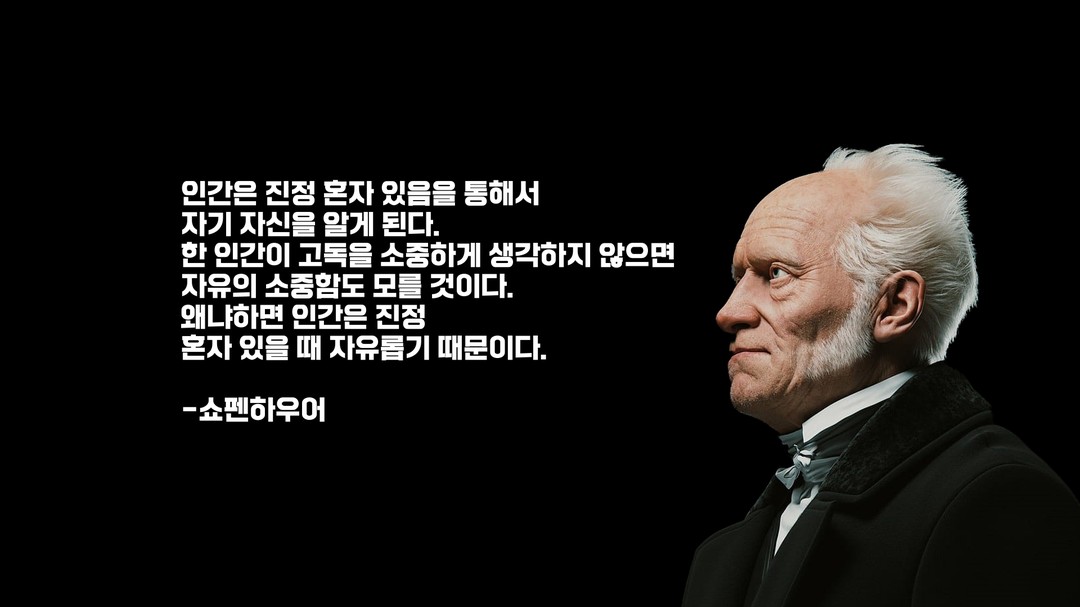 인간은 진정 혼자 있음을 통해서
자기 자신을 알게 된다.
한 인간이 고독을 소중하게 생각하지 않으면
자유의 소중함도 모를 것이다.
왜냐하면 인간은 진정
혼자 있을 때 자유롭기 때문이다.
-쇼펜하우어